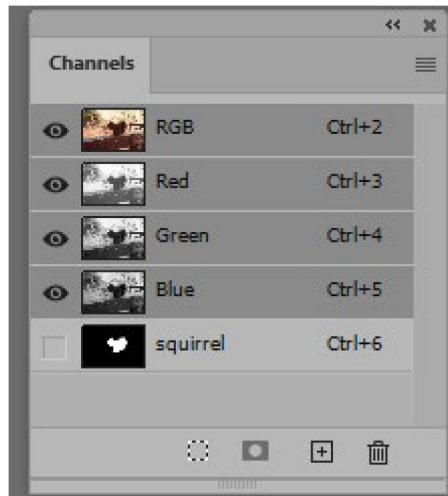 Channels
RGB Ctrl+2
Red Ctrl+3
Green Ctrl+4
Blue Ctrl+5
squirrel Ctrl+6